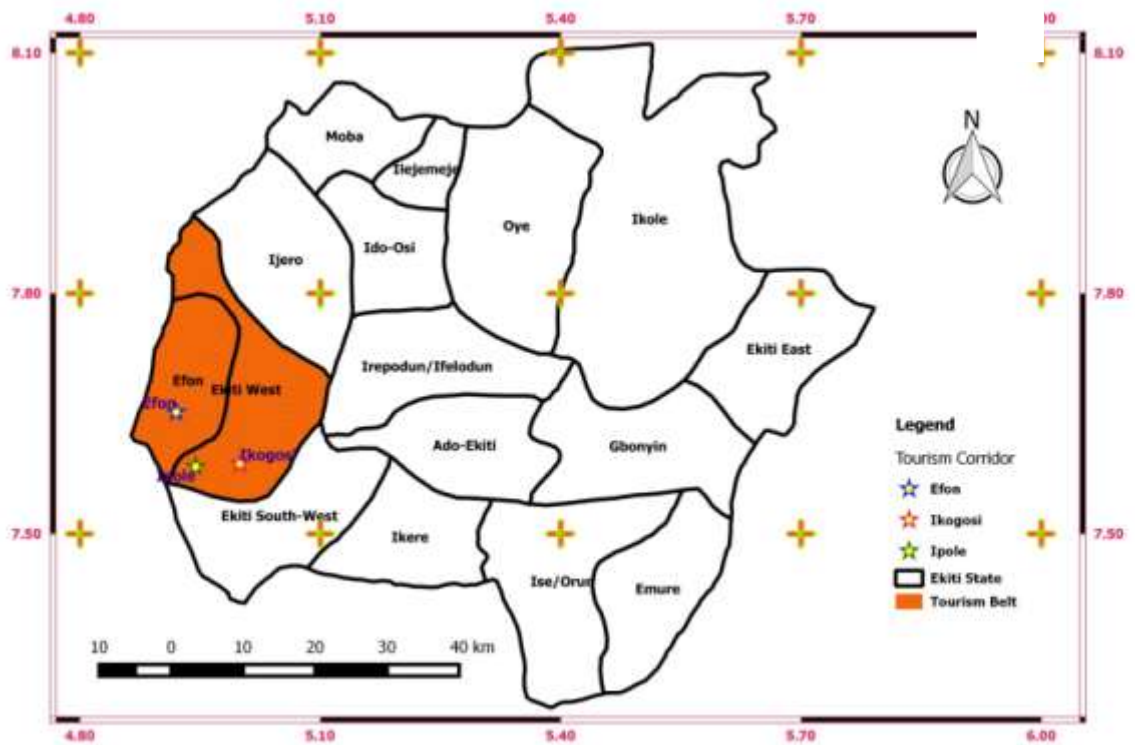 4.80 5.10 5.40 5.70 6.00
8.10 8.10
N
Moba
Ilejemeje
Oye
Ikole
Ido-Osi
Ijero
7.80 7.80
Ekiti East
Irepodun/Ifelodun
Efon
Ekiti West
Efon
Ado-Ekiti
Gbonyin
Ikogosi
Ipole
Ekiti South-West
7.50 7.50
Ikere
Ise/Orun
Emure
Legend
Tourism Corridor
Efon
Ikogosi
Ipole
Ekiti State
Tourism Belt
10 0 10 20 30 40 km
4.80 5.10 5.40 5.70 6.00